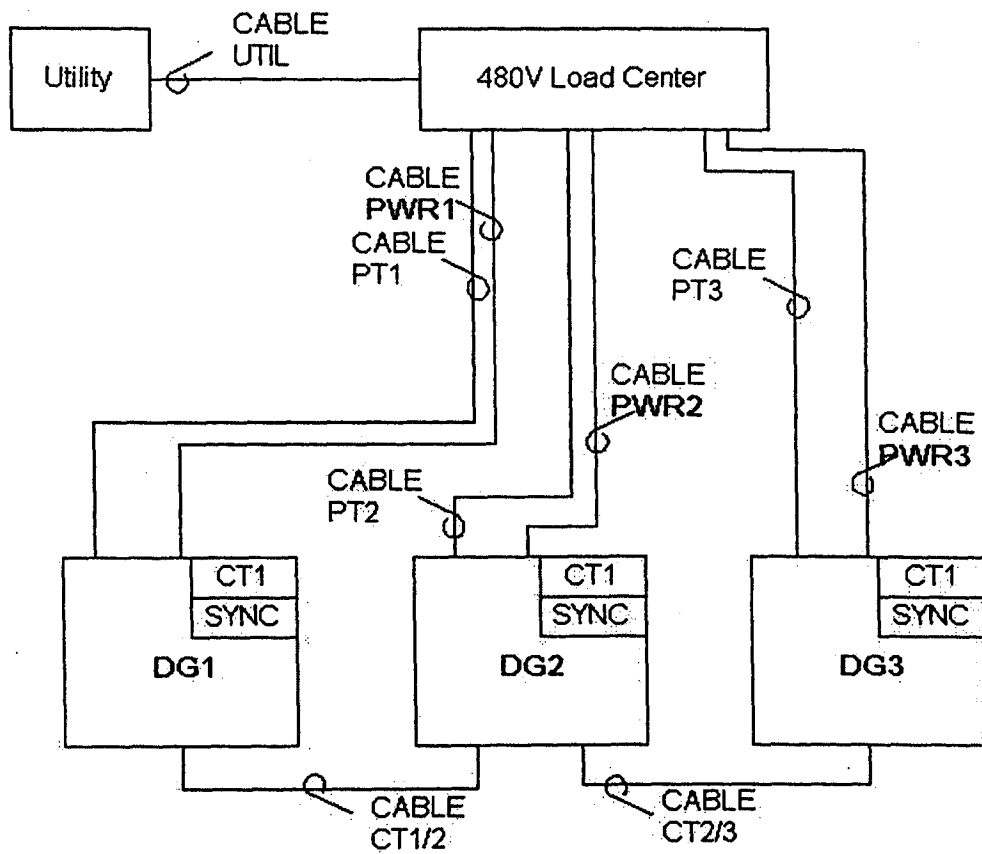 CABLE
UTIL
Utility
480V Load Center
CABLE
PWR1
CABLE
PT1
CABLE
PT3
CABLE
PWR2
CABLE
PWR3
CABLE
PT2
CT1
SYNC
DG1
CT1
SYNC
DG2
CT1
SYNC
DG3
CABLE
CT1/2
CABLE
CT2/3